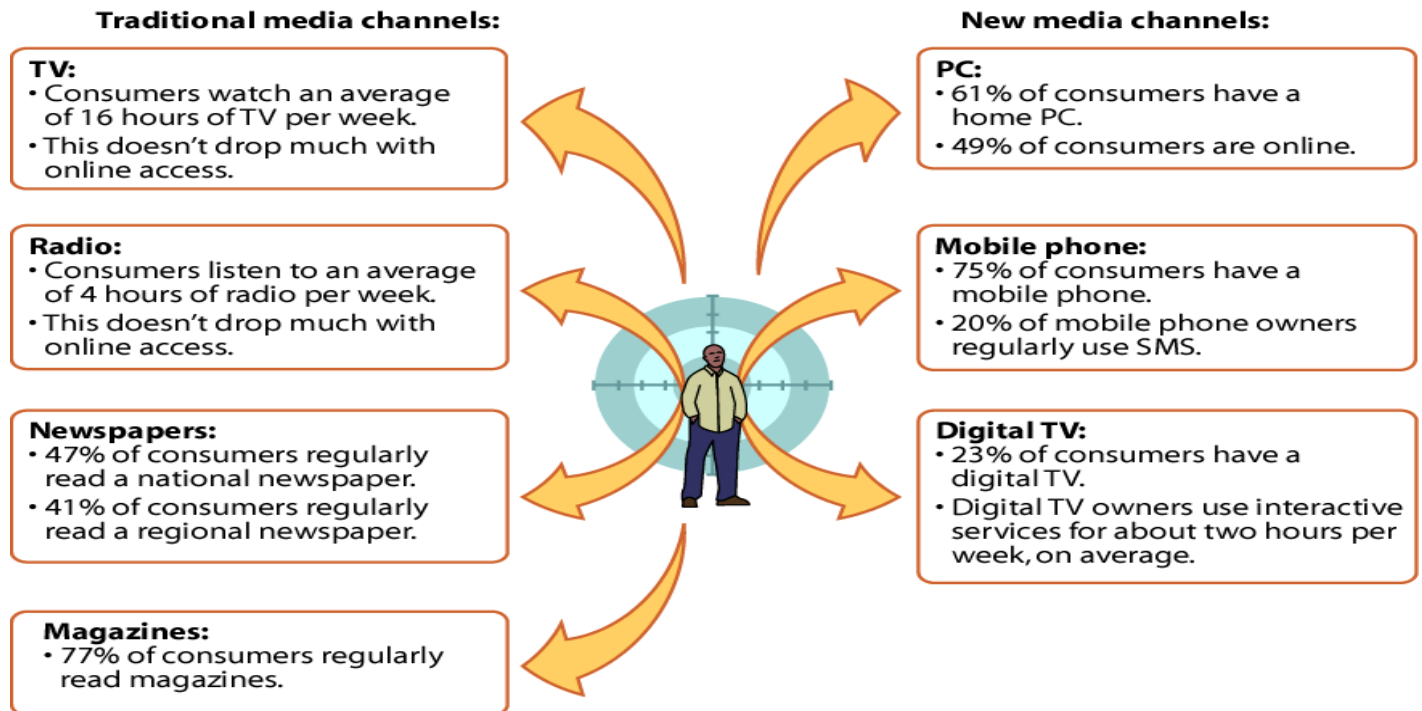 Traditional media channels:
TV:
• Consumers watch an average
of 16 hours of TV per week.
• This doesn’t drop much with
online access.
Radio:
• Consumers listen to an average
of 4 hours of radio per week.
• This doesn’t drop much with
online access.
Newspapers:
• 47% of consumers regularly
read a national newspaper.
• 41% of consumers regularly
read a regional newspaper.
Magazines:
• 77% of consumers regularly
read magazines.
New media channels:
PC:
• 61% of consumers have a
home PC.
• 49% of consumers are online.
Mobile phone:
• 75% of consumers have a
mobile phone.
• 20% of mobile phone owners
regularly use SMS.
Digital TV:
• 23% of consumers have a
digital TV.
• Digital TV owners use interactive
services for about two hours per
week, on average.